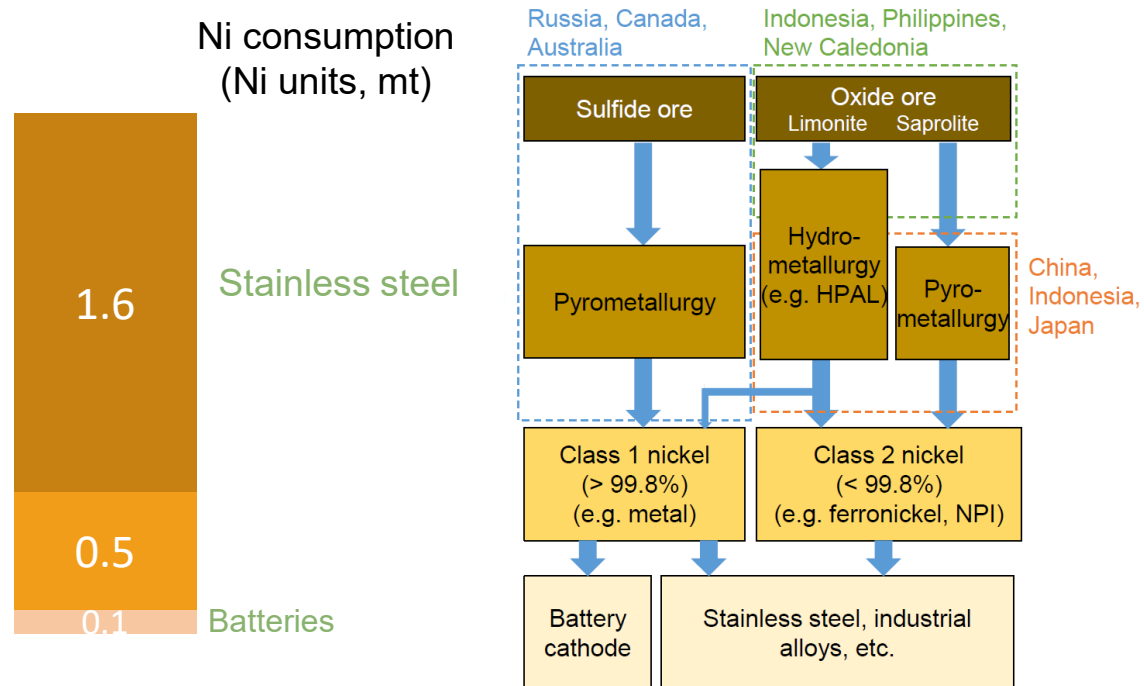 Ni consumption
(Ni units, mt)
1.6
Stainless steel
0.5
0.1
Batteries
Russia, Canada,
Australia
Indonesia, Philippines,
New Caledonia
Sulfide ore
Oxide ore
Limonite Saprolite
Pyrometallurgy
Hydro-
metallurgy
(e.g. HPAL)
Pyro-
metallurgy
China,
Indonesia,
Japan
Class 1 nickel
(> 99.8%)
(e.g. metal)
Class 2 nickel
(< 99.8%)
(e.g. ferronickel, NPI)
Battery
cathode
Stainless steel, industrial
alloys, etc.